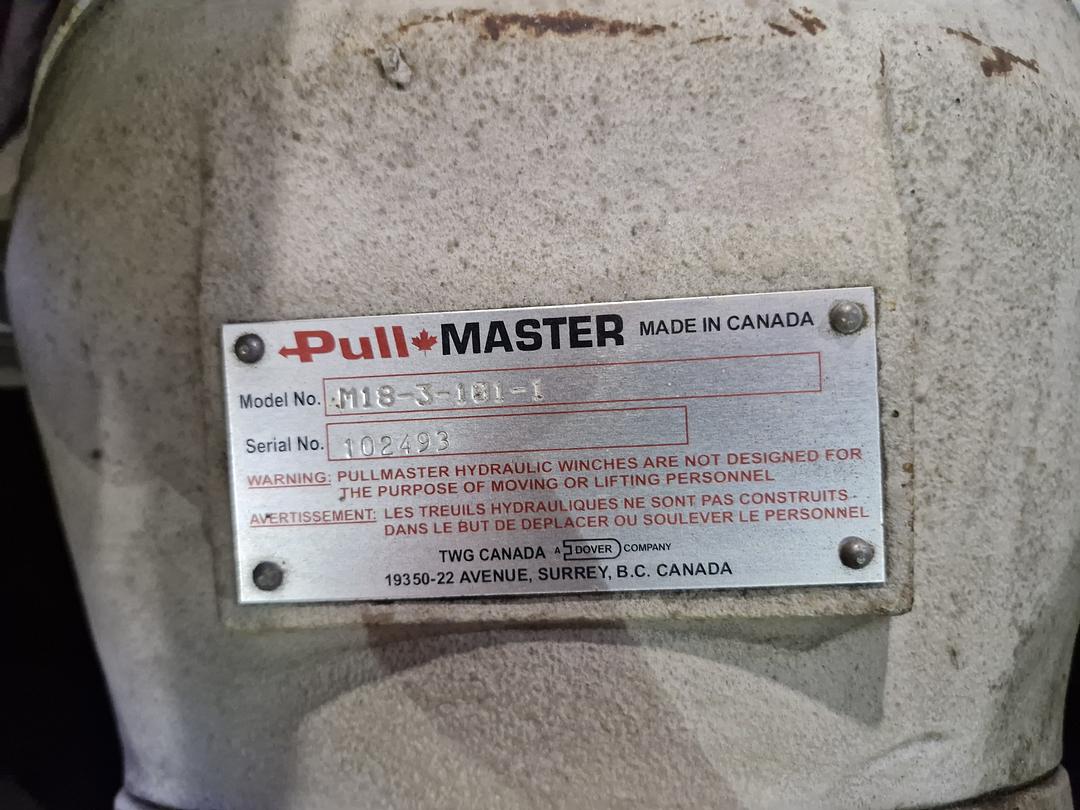 Pull MASTER MADE IN CANADA
Model No. M18-3-101-1
Serial No. 102493
WARNING: PULLMASTER HYDRAULIC WINCHES ARE NOT DESIGNED FOR
THE PURPOSE OF MOVING OR LIFTING PERSONNEL
AVERTISSEMENT: LES TREUILS HYDRAULIQUES NE SONT PAS CONSTRUITS
DANS LE BUT DE DEPLACER OU SOULEVER LE PERSONNEL
TWG CANADA A DOVER COMPANY
19350-22 AVENUE, SURREY, B.C. CANADA